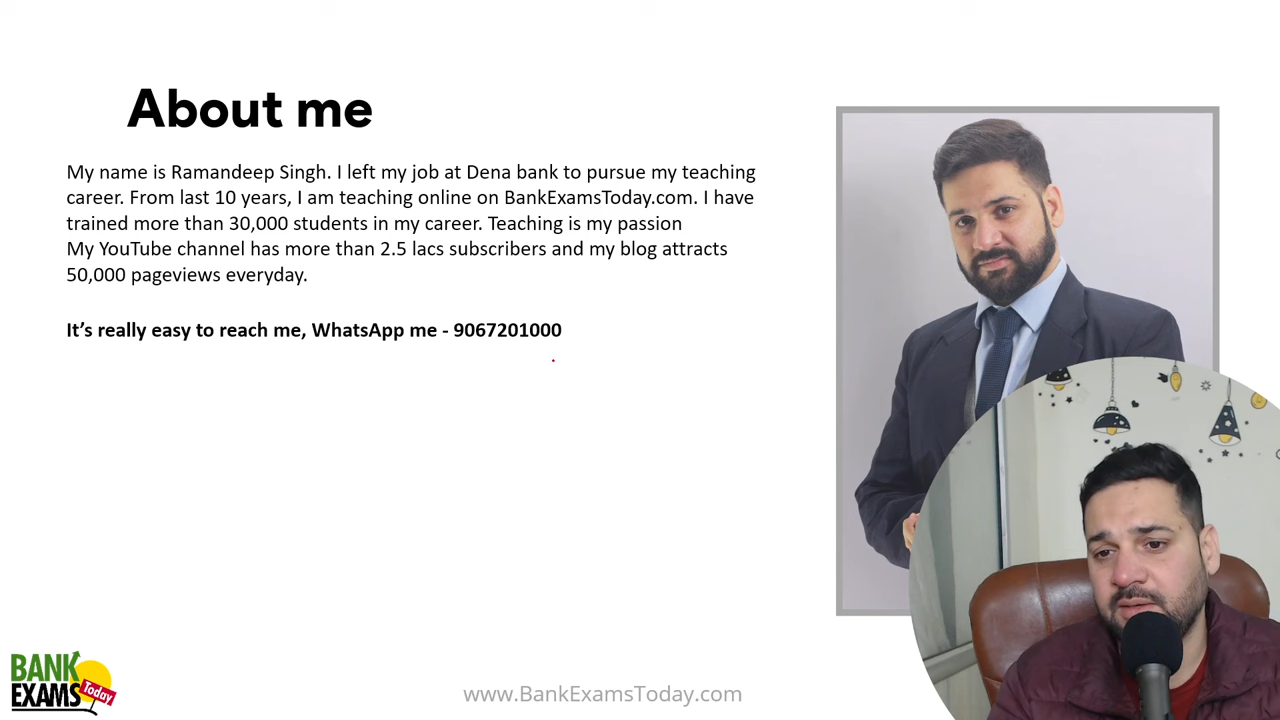 About me
My name is Ramandeep Singh. I left my job at Dena bank to pursue my teaching
career. From last 10 years, I am teaching online on BankExamsToday.com. I have
trained more than 30,000 students in my career. Teaching is my passion
My YouTube channel has more than 2.5 lacs subscribers and my blog attracts
50,000 pageviews everyday.
It’s really easy to reach me, WhatsApp me - 9067201000
BANK
EXAMS Today
www.BankExamsToday.com